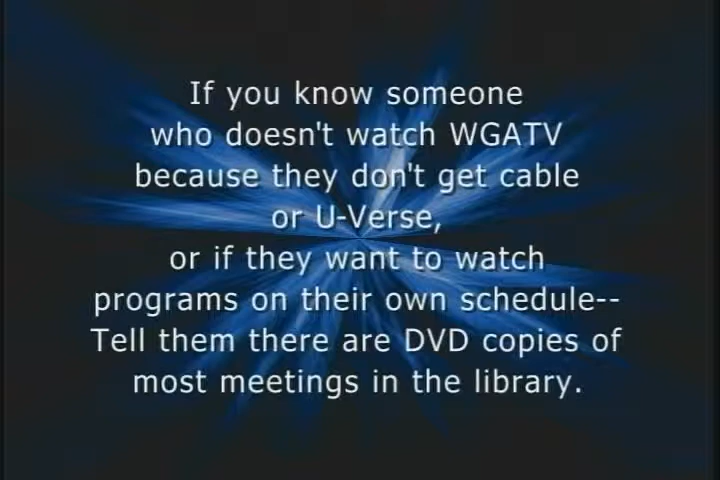 If you know someone
who doesn't watch WGATV
because they don't get cable
or U-Verse,
or if they want to watch
programs on their own schedule--
Tell them there are DVD copies of
most meetings in the library.